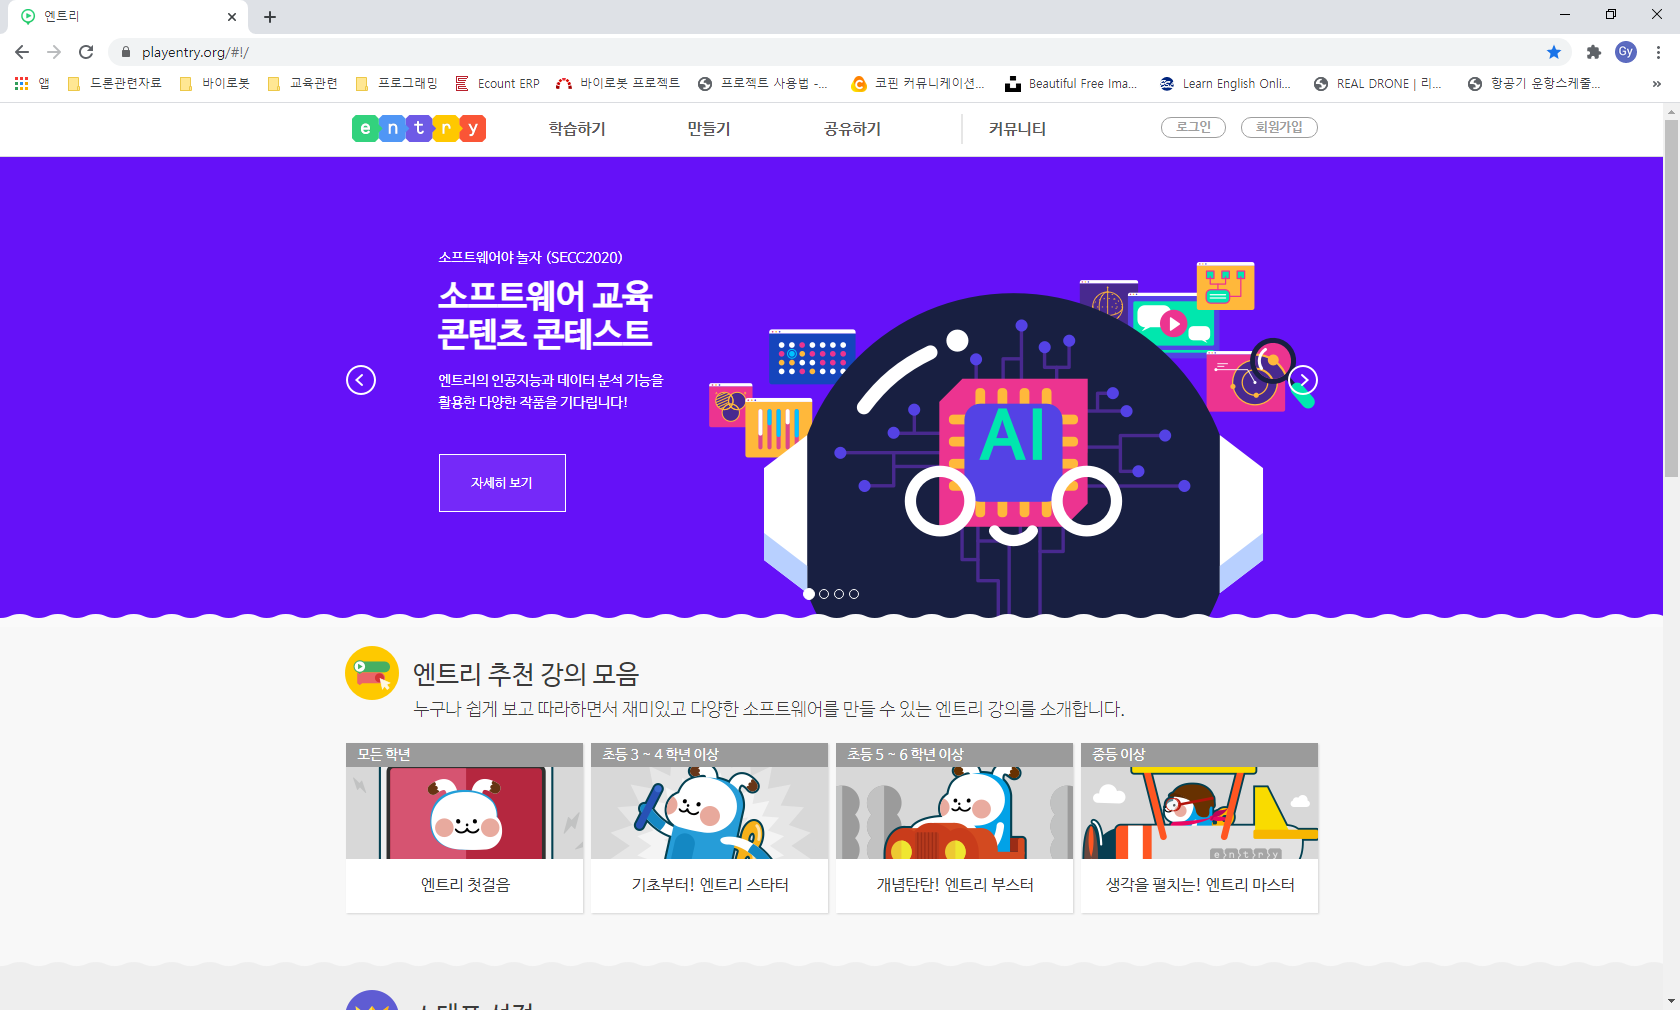 엔트리
playentry.org/#!/
Gy
앱 드론관련자료 바이로봇 교육관련 프로그래밍 Ecount ERP 바이로봇 프로젝트 프로젝트 사용법 -... 코핀 커뮤니케이션... Beautiful Free Ima... Learn English Onli... REAL DRONE | 리... 항공기 운항스케줄... »
entry 학습하기 만들기 공유하기 커뮤니티 로그인 회원가입
소프트웨어야 놀자 (SECC2020)
소프트웨어 교육
콘텐츠 콘테스트
엔트리의 인공지능과 데이터 분석 기능을
활용한 다양한 작품을 기다립니다!
자세히 보기
AI
엔트리 추천 강의 모음
누구나 쉽게 보고 따라하면서 재미있고 다양한 소프트웨어를 만들 수 있는 엔트리 강의를 소개합니다.
모든 학년 초등 3 ~ 4 학년 이상 초등 5 ~ 6 학년 이상 중등 이상
entry
엔트리 첫걸음 기초부터! 엔트리 스타터 개념탄탄! 엔트리 부스터 생각을 펼치는! 엔트리 마스터